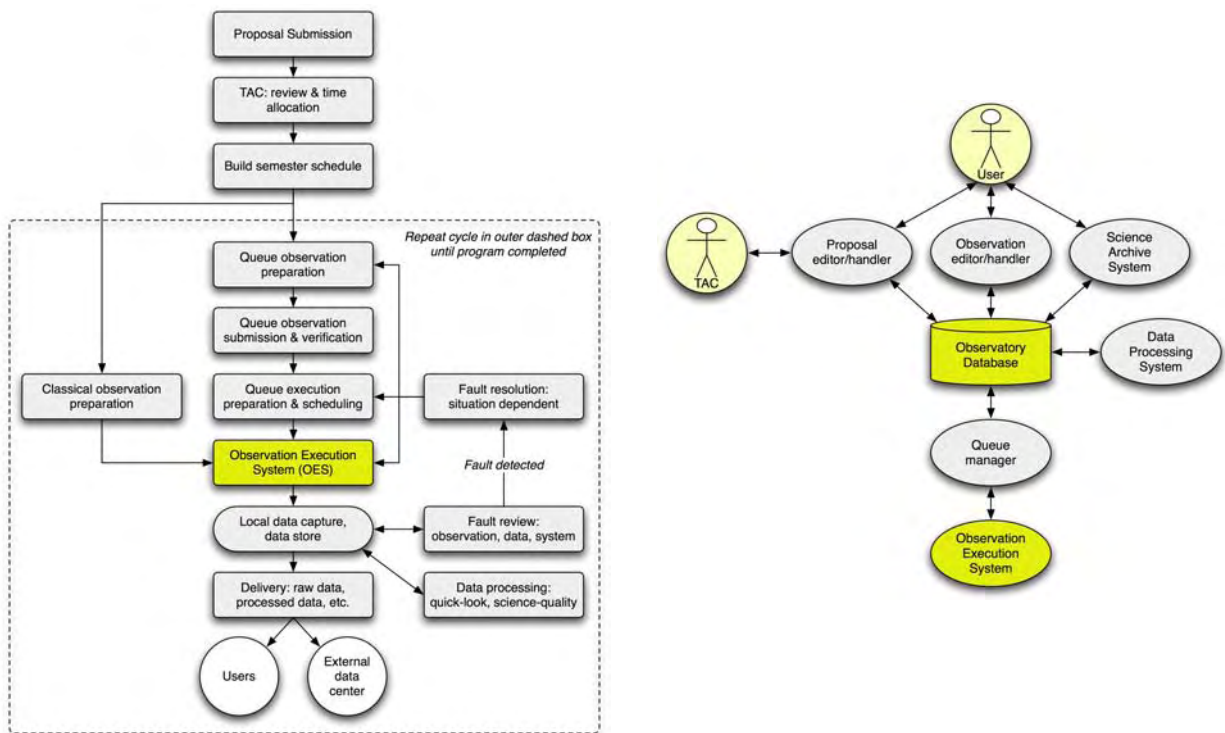 Proposal Submission
TAC: review & time
allocation
Build semester schedule
Repeat cycle in outer dashed box
until program completed
Queue observation
preparation
Queue observation
submission & verification
Classical observation
preparation
Queue execution
preparation & scheduling
Fault resolution:
situation dependent
Observation Execution
System (OES)
Fault detected
Local data capture,
data store
Fault review:
observation, data, system
Delivery: raw data,
processed data, etc.
Data processing:
quick-look, science-quality
Users
External
data
center
User
TAC
Proposal
editor/handler
Observation
editor/handler
Science
Archive
System
Observatory
Database
Data
Processing
System
Queue
manager
Observation
Execution
System